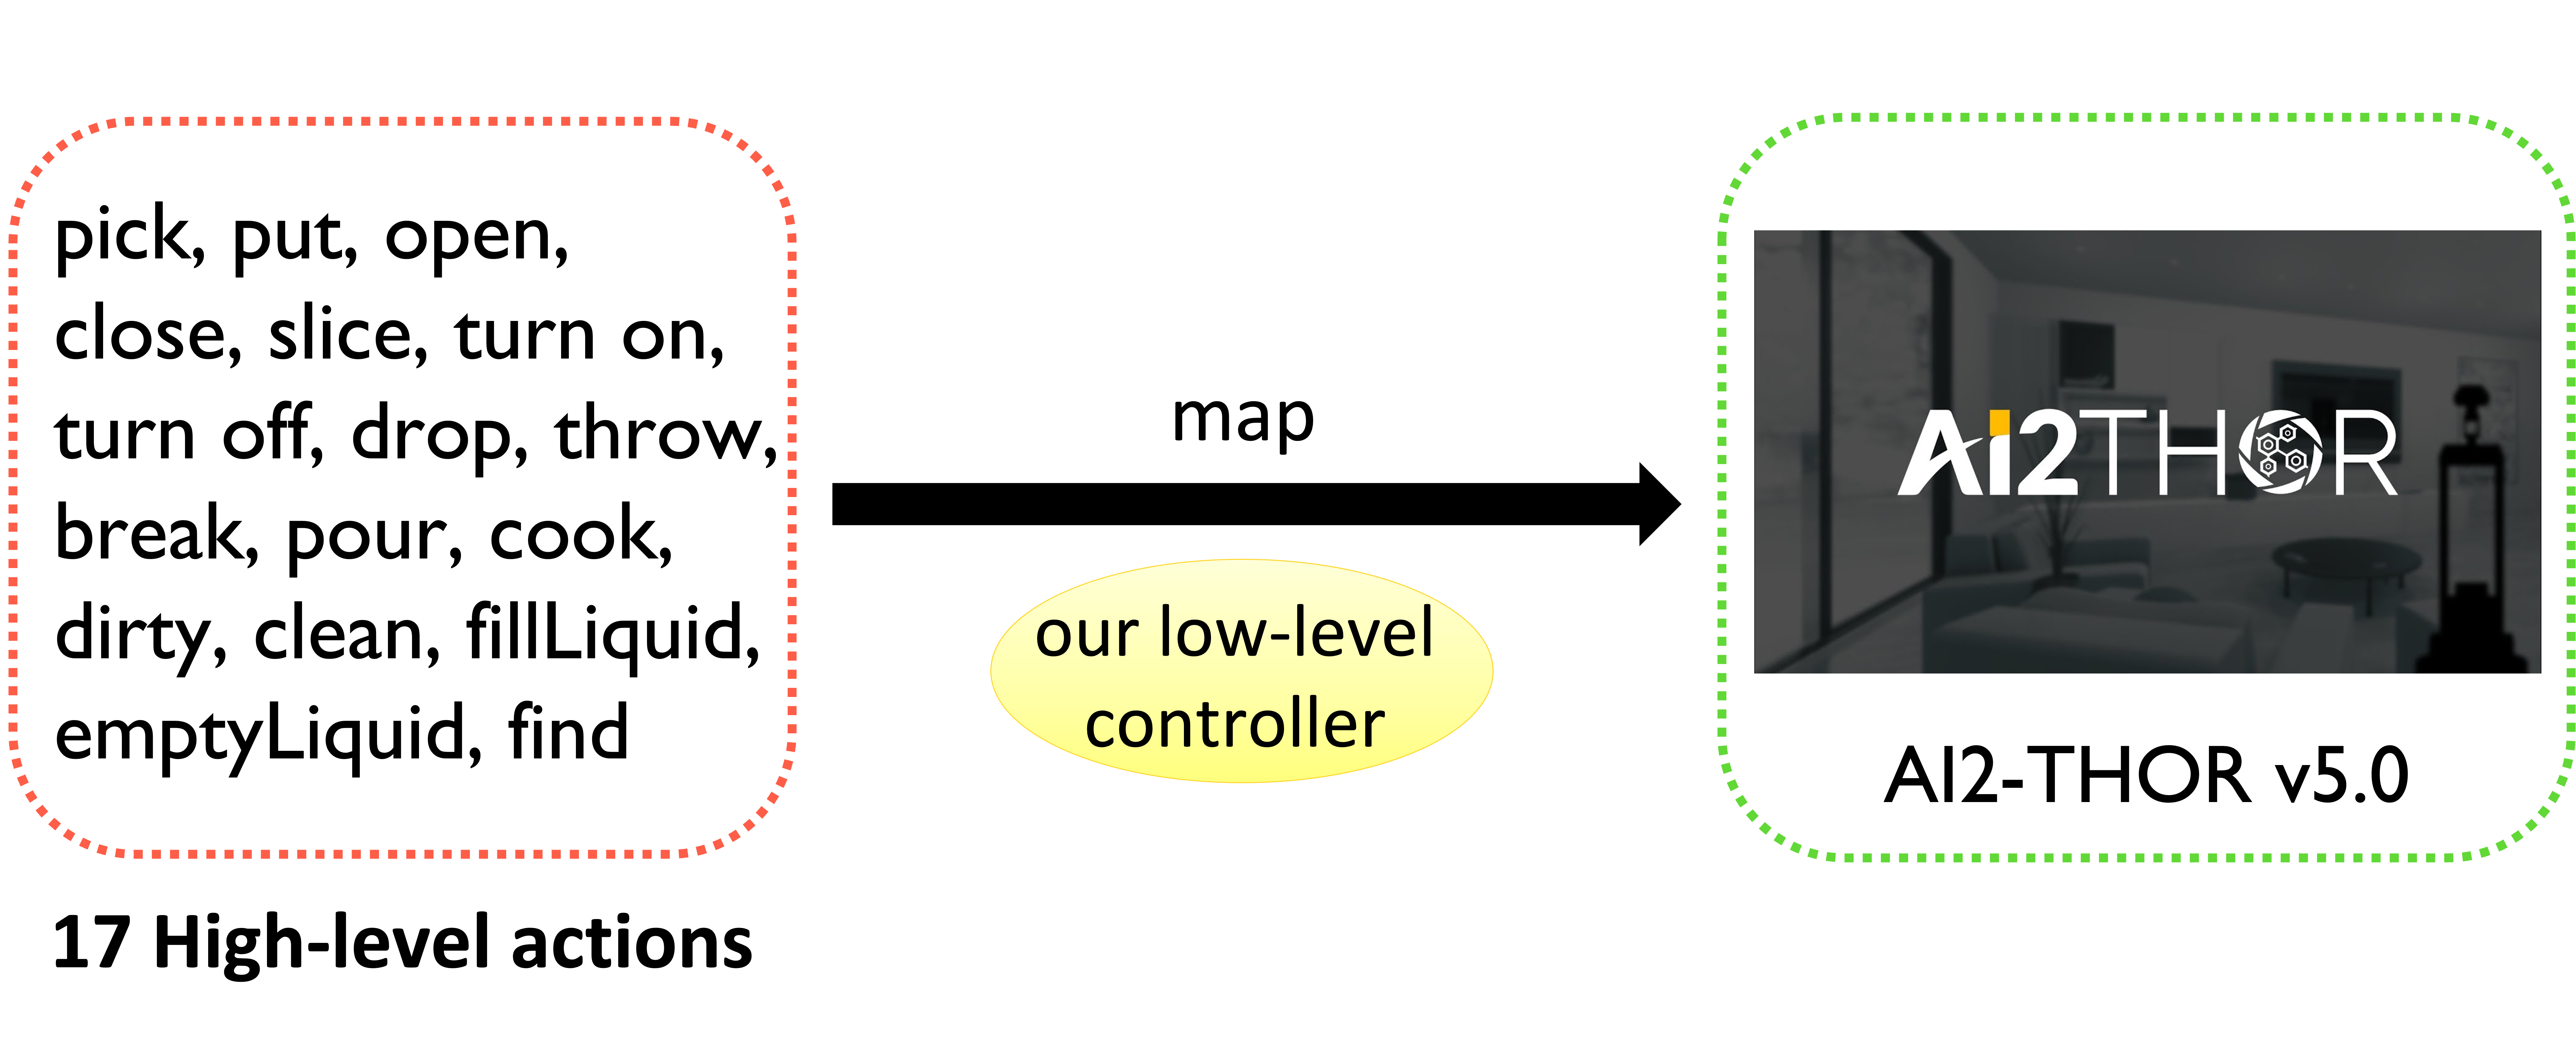 pick, put, open,
close, slice, turn on,
turn off, drop, throw,
break, pour, cook,
dirty, clean, fillLiquid,
emptyLiquid, find
17 High-level actions
map
our low-level
controller
Ai2THOR
AI2-THOR v5.0